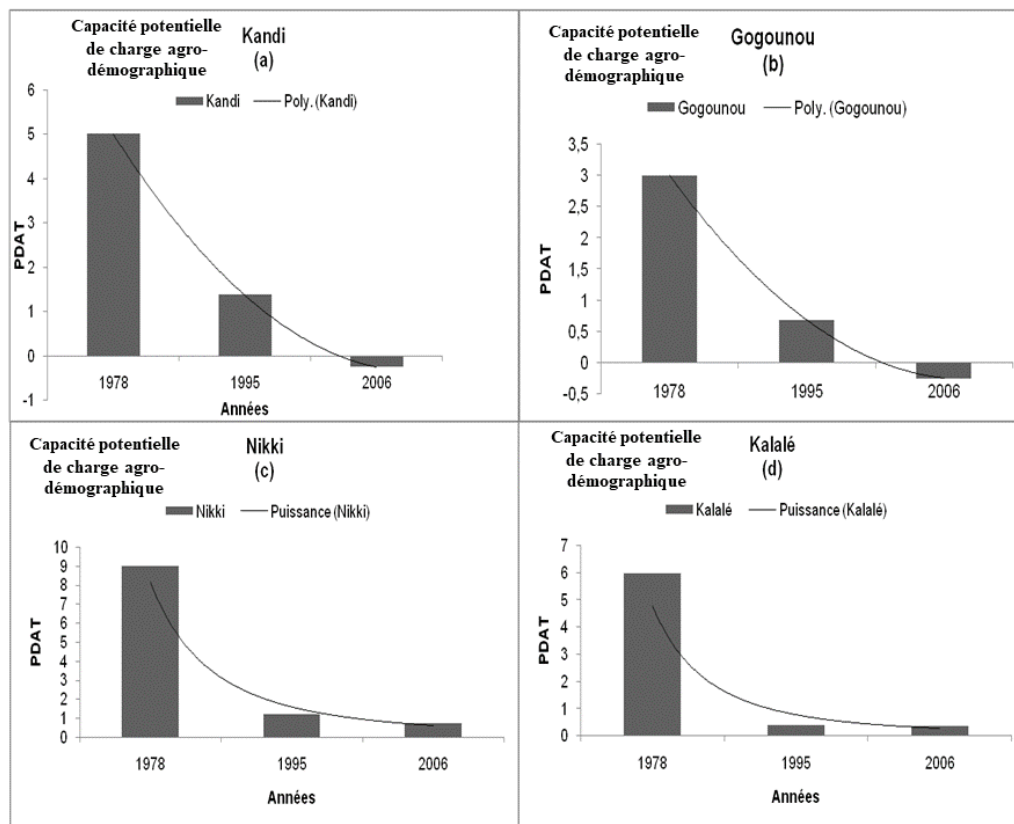 Capacité potentielle
de charge agro-
démographique
Kandi
(a)
Kandi
Poly. (Kandi)
6
5
4
3
2
1
0
-1
PDAT
1978
1995
2006
Années
Capacité potentielle
de charge agro-
démographique
Gogounou
(b)
Gogounou
Poly. (Gogounou)
3,5
3
2,5
2
1,5
1
0,5
0
-0,5
PDAT
1978
1995
2006
Capacité potentielle
de charge agro-
démographique
Nikki
(c)
Nikki
Puissance (Nikki)
10
9
8
7
6
5
4
3
2
1
0
PDAT
1978
1995
2006
Années
Capacité potentielle
de charge agro-
démographique
Kalalé
(d)
Kalalé
Puissance (Kalalé)
7
6
5
4
3
2
1
0
PDAT
1978
1995
2006
Années